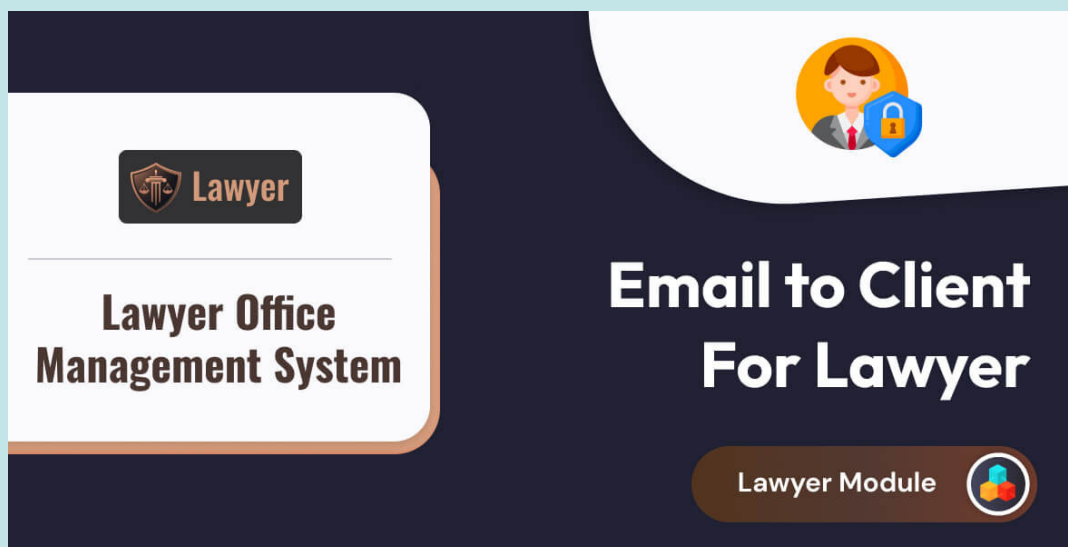 Lawyer
Lawyer Office
Management System
Email to Client
For Lawyer
Lawyer Module